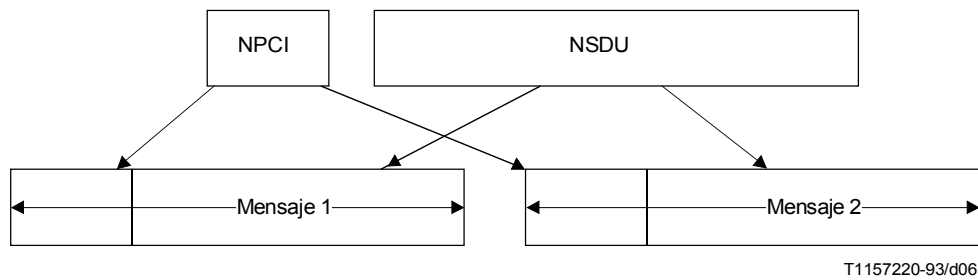 NPCI
NSDU
Mensaje 1
Mensaje 2
T1157220-93/d06